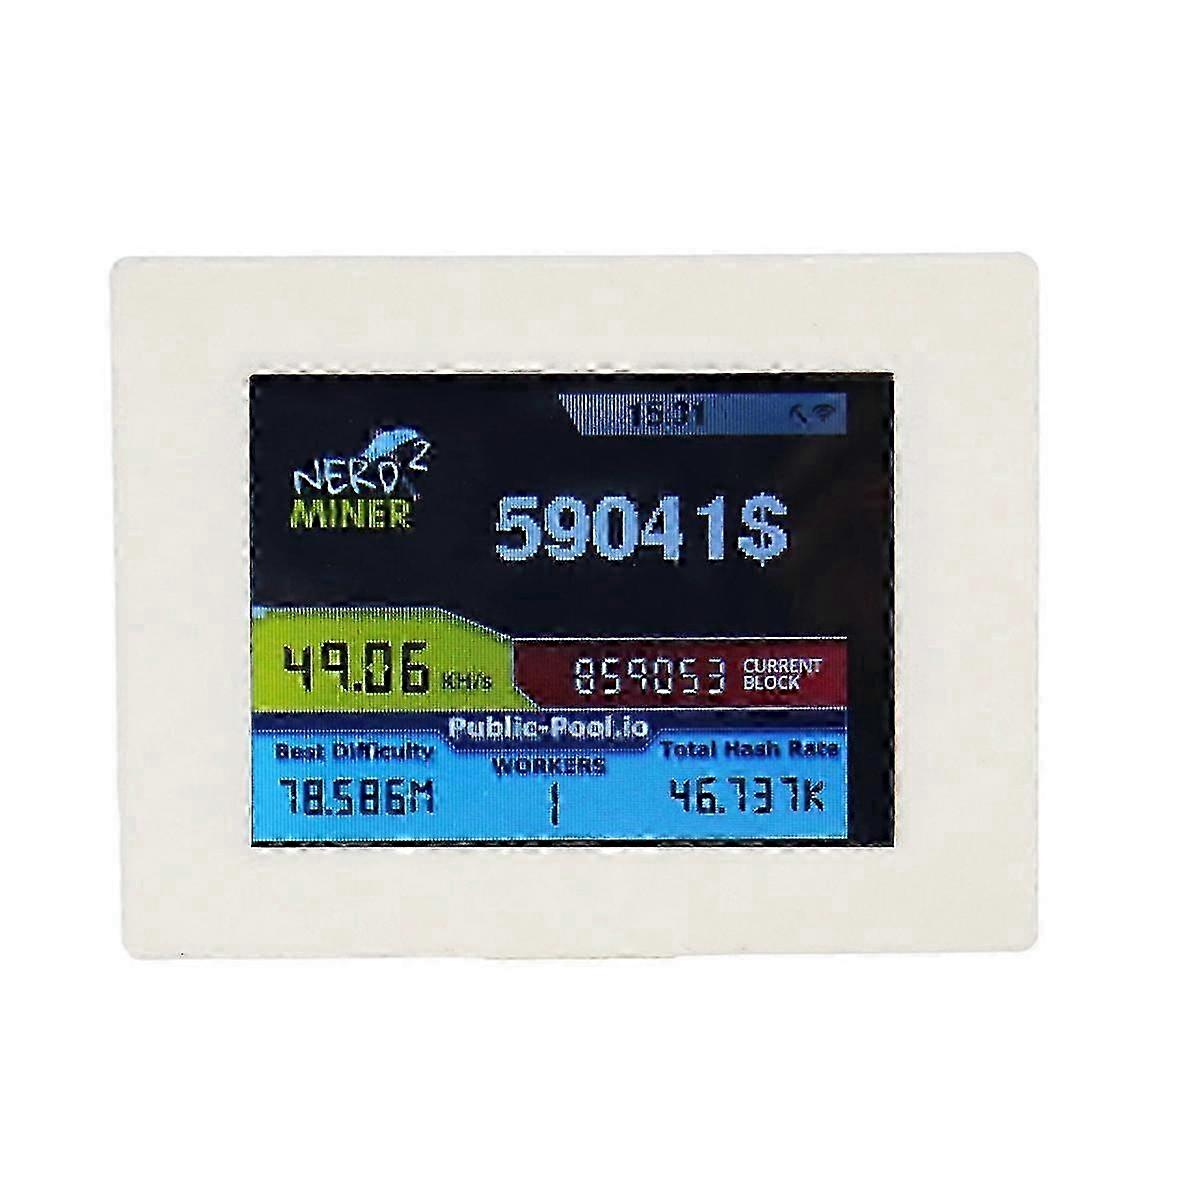 NERD 2
MINER
59041$
49.06 KH/s
859053 CURRENT
BLOCK
Public-Pool.io
Best Difficulty
WORKERS
Total Hash Rate
78.586M
1
46.737K